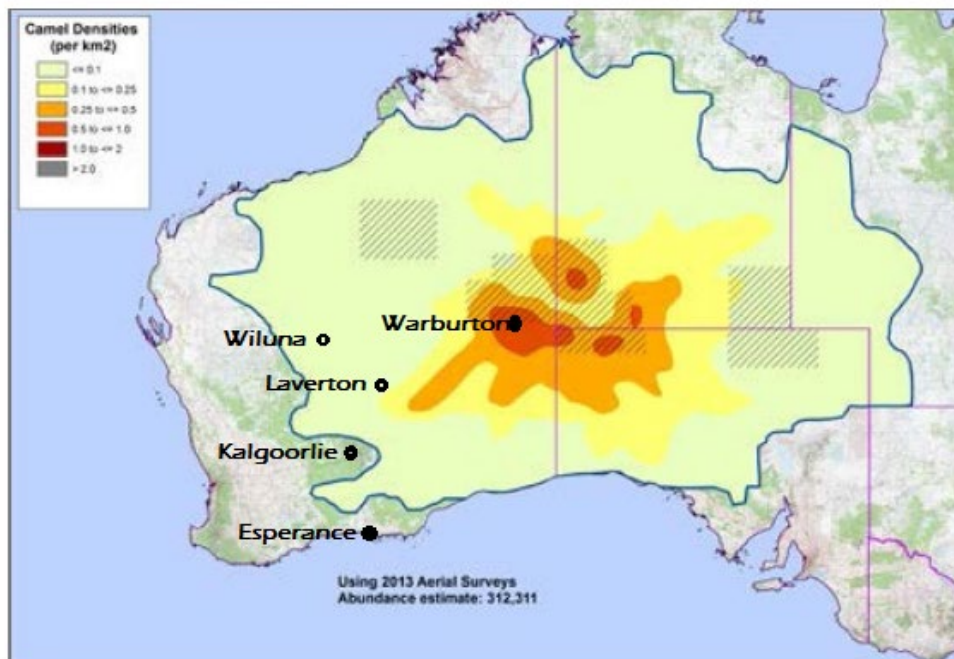 Camel Densities
(per km2)
<= 0.1
0.1 to <= 0.25
0.25 to <= 0.5
0.5 to <= 1.0
1.0 to <= 2
> 2.0
Warburton
Wiluna
Laverton
Kalgoorlie
Esperance
Using 2013 Aerial Surveys
Abundance estimate: 312,311